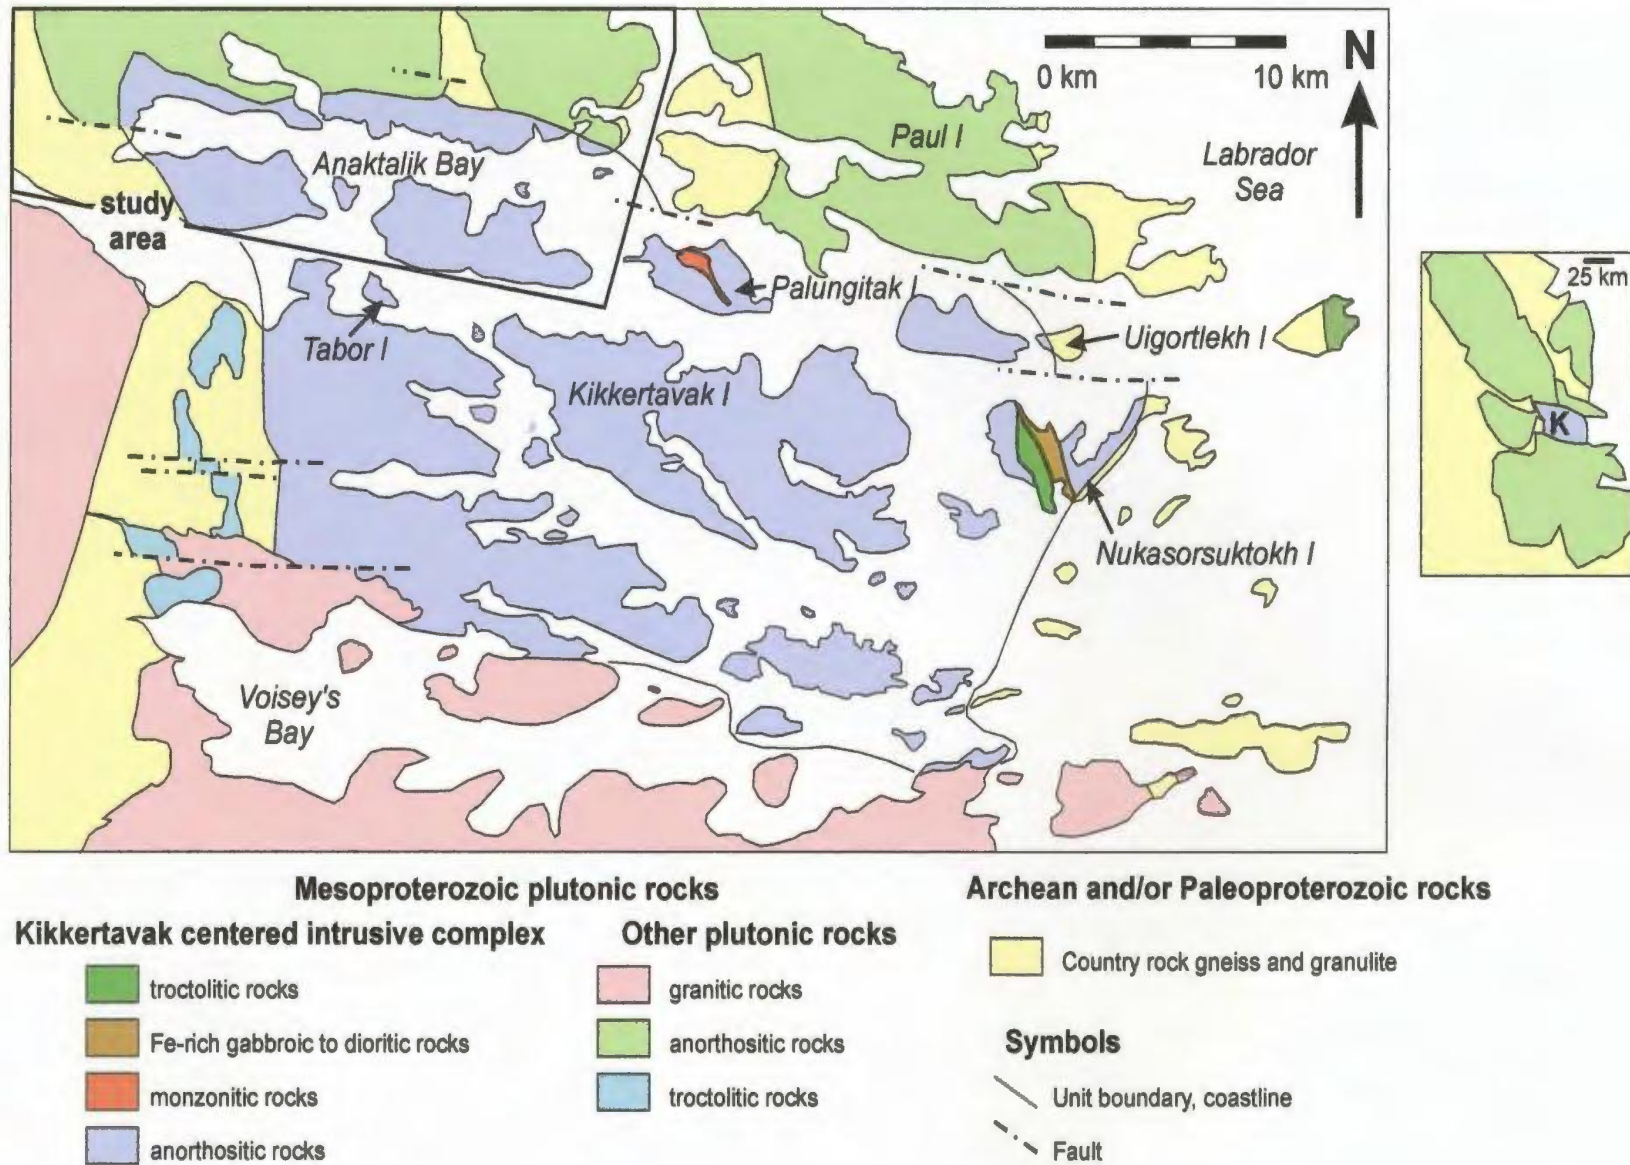 0 km
10 km
N
Paul I
Labrador
Sea
Anaktalik Bay
study
area
25 km
Palungitak I
Tabor I
Uigortlekh I
Kikkertavak I
K
Nukasorsuktokh I
Voisey's
Bay
Mesoproterozoic plutonic rocks
Archean and/or Paleoproterozoic rocks
Kikkertavak centered intrusive complex
Other plutonic rocks
Country rock gneiss and granulite
troctolitic rocks
granitic rocks
Fe-rich gabbroic to dioritic rocks
anorthositic rocks
Symbols
monzonitic rocks
troctolitic rocks
Unit boundary, coastline
anorthositic rocks
Fault